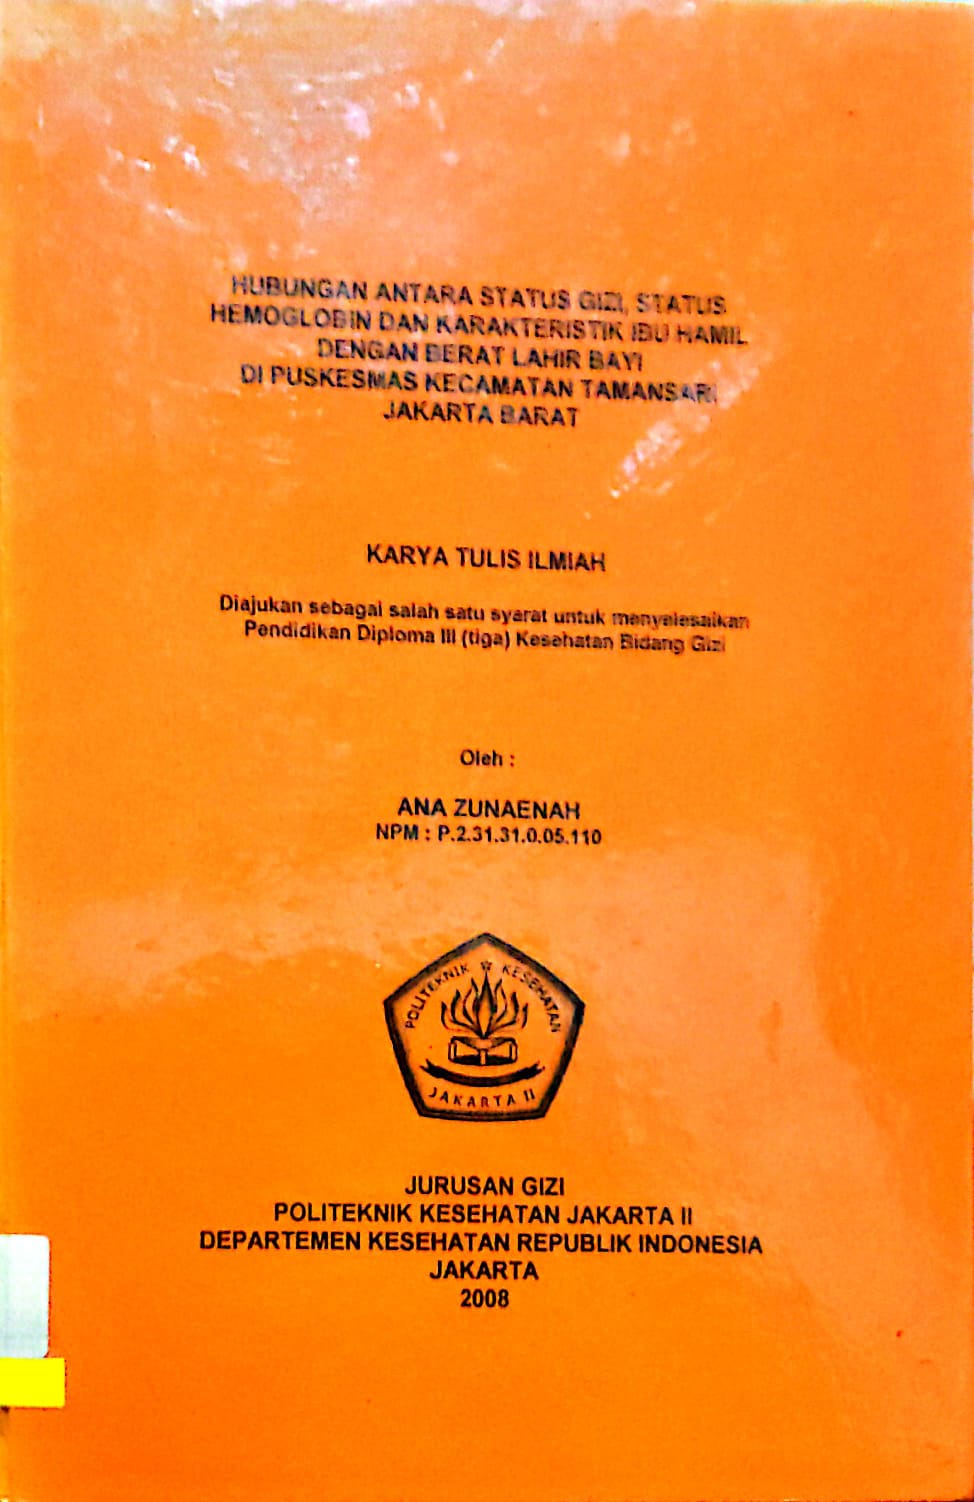 HUBUNGAN ANTARA STATUS GIZI, STATUS
HEMOGLOBIN DAN KARAKTERISTIK IBU HAMIL
DENGAN BERAT LAHIR BAYI
DI PUSKESMAS KECAMATAN TAMANSARI
JAKARTA BARAT
KARYA TULIS ILMIAH
Diajukan sebagai salah satu syarat untuk menyelesaikan
Pendidikan Diploma III (tiga) Kesehatan Bidang Gizi
Oleh :
ANA ZUNAENAH
NPM : P.2.31.31.0.05.110
POLITEKNIK ☆ KESEHATAN
JAKARTA II
JURUSAN GIZI
POLITEKNIK KESEHATAN JAKARTA II
DEPARTEMEN KESEHATAN REPUBLIK INDONESIA
JAKARTA
2008